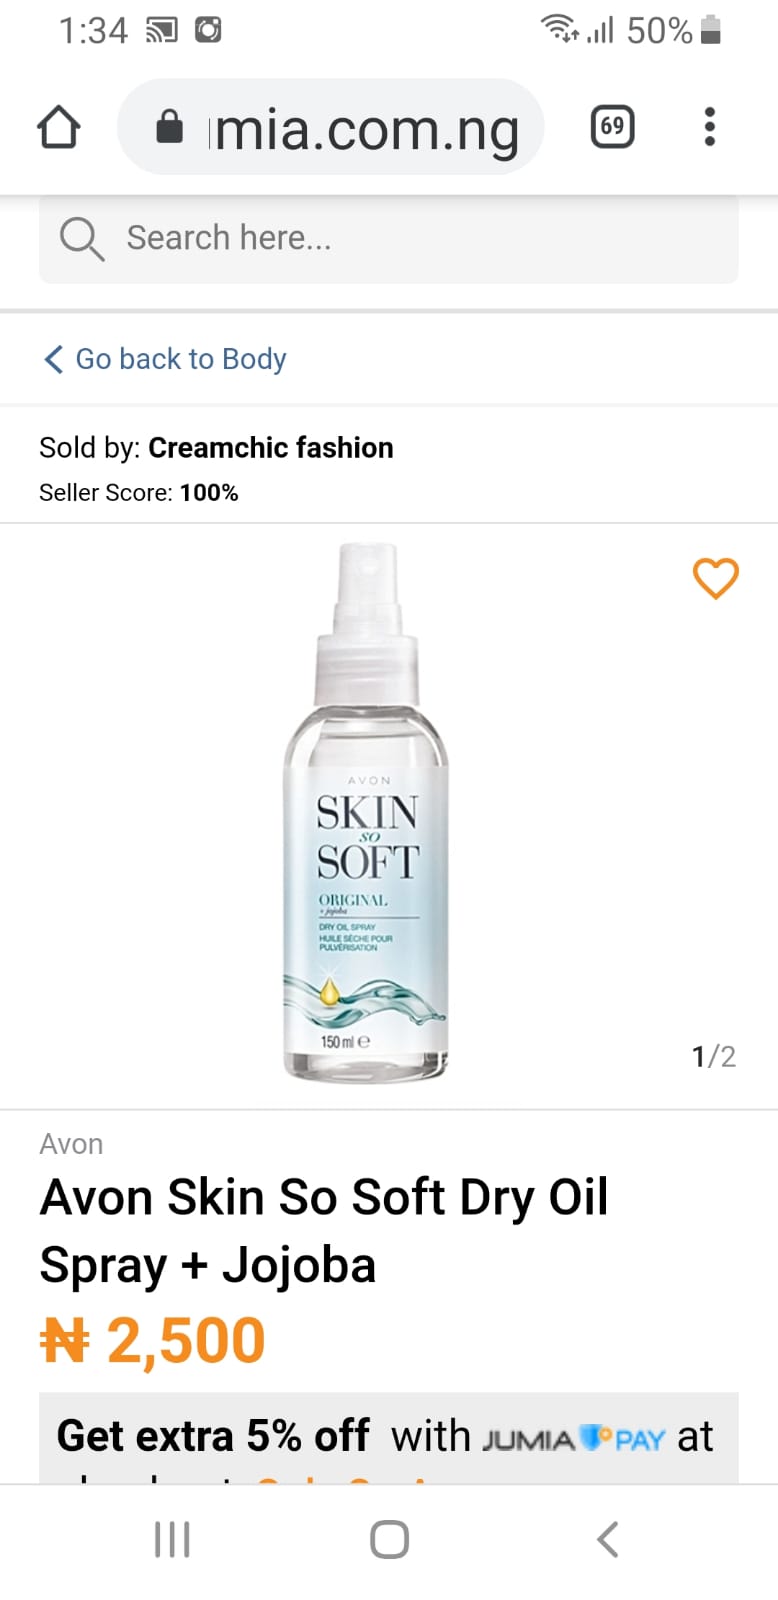 1:34
50%
mia.com.ng
69
Search here...
Go back to Body
Sold by: Creamchic fashion
Seller Score: 100%
AVON
SKIN
so
SOFT
ORIGINAL
+ jojoba
DRY OIL SPRAY
HUILE SÈCHE POUR
PULVÉRISATION
150 ml e
1/2
Avon
Avon Skin So Soft Dry Oil
Spray + Jojoba
₦ 2,500
Get extra 5% off with JUMIA PAY at